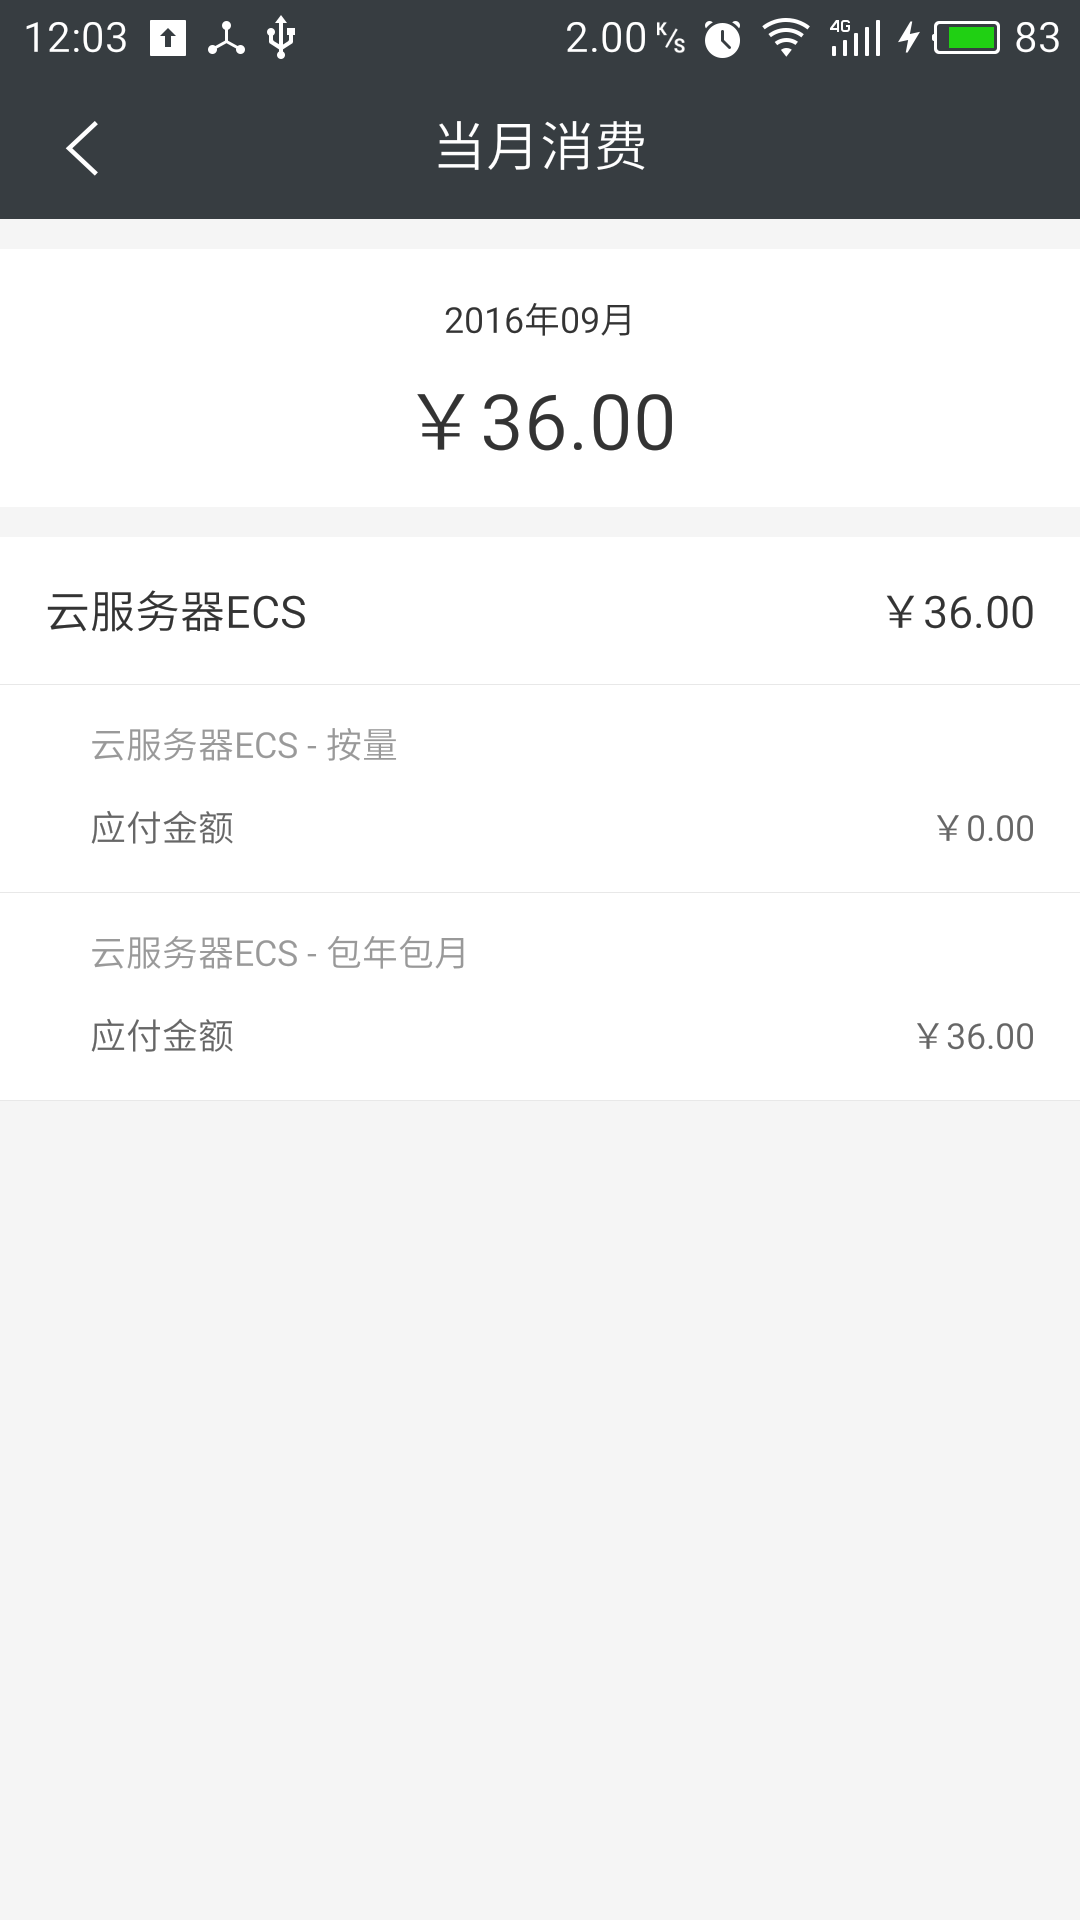 12:03 2.00 K/S 4G 83
当月消费
2016年09月
￥36.00
云服务器ECS ￥36.00
云服务器ECS - 按量
应付金额 ￥0.00
云服务器ECS - 包年包月
应付金额 ￥36.00